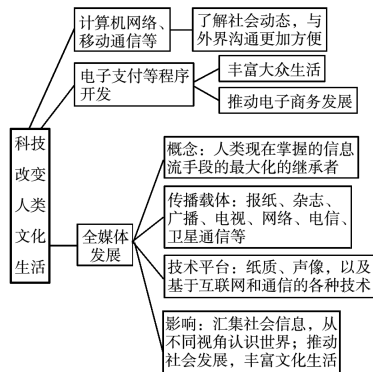 计算机网络、
移动通信等
了解社会动态，与
外界沟通更加方便
电子支付等程序
开发
丰富大众生活
推动电子商务发展
科技
改变
人类
文化
生活
全媒体
发展
概念：人类现在掌握的信息
流手段的最大化的继承者
传播载体：报纸、杂志、
广播、电视、网络、电信、
卫星通信等
技术平台：纸质、声像，以及
基于互联网和通信的各种技术
影响：汇集社会信息，从
不同视角认识世界；推动
社会发展，丰富文化生活